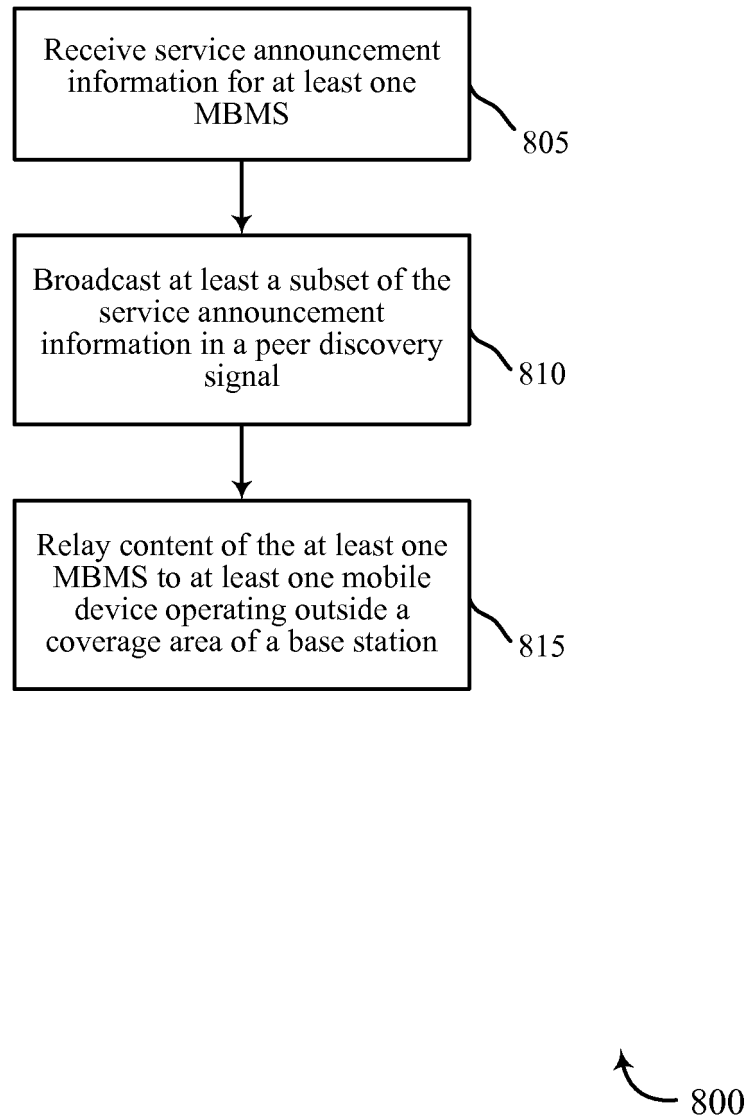 Receive service announcement
information for at least one
MBMS
805
Broadcast at least a subset of the
service announcement
information in a peer discovery
signal
810
Relay content of the at least one
MBMS to at least one mobile
device operating outside a
coverage area of a base station
815
800